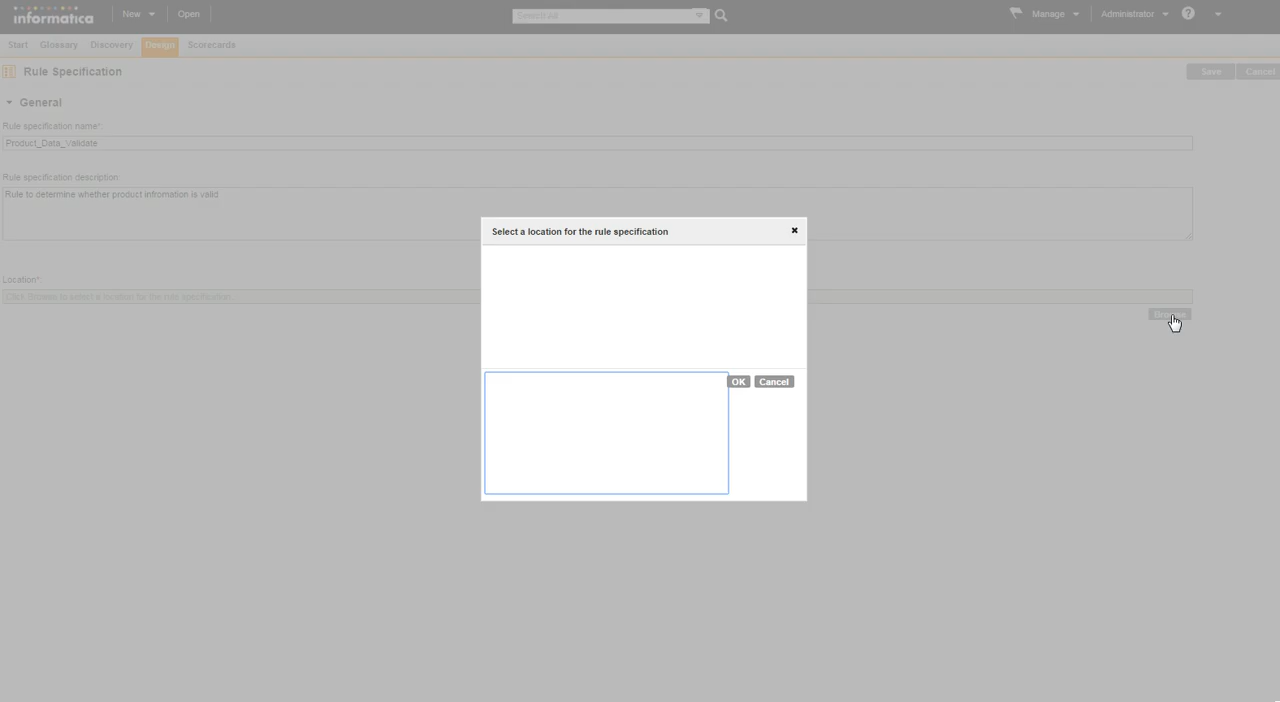 informatica
New
Open
Search All
Manage
Administrator
?
Start
Glossary
Discovery
Design
Scorecards
Rule Specification
Save
Cancel
General
Rule specification name*:
Product_Data_Validate
Rule specification description:
Rule to determine whether product infromation is valid
Select a location for the rule specification
Location*:
Click Browse to select a location for the rule specification.
Browse
OK
Cancel